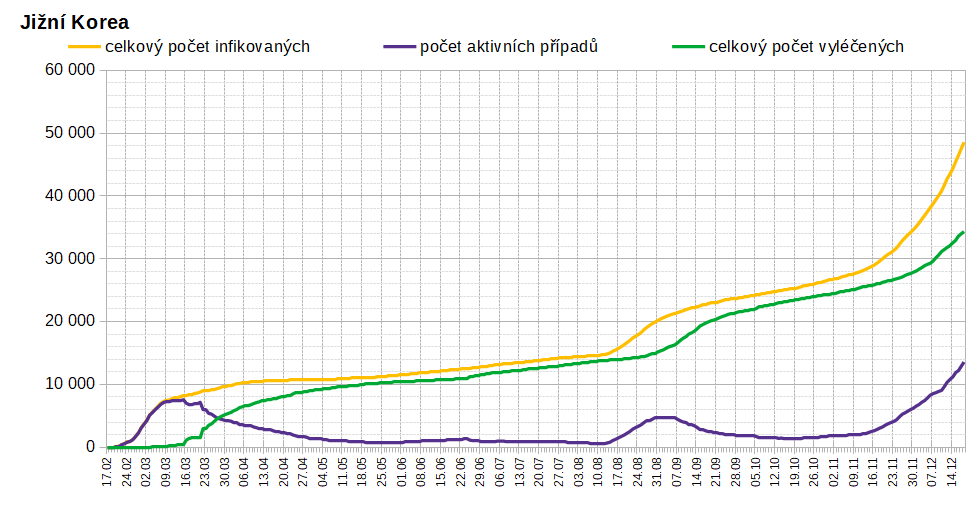 Jižní Korea
celkový počet infikovaných počet aktivních případů celkový počet vyléčených
60 000
50 000
40 000
30 000
20 000
10 000
0
17.02 24.02 02.03 09.03 16.03 23.03 30.03 06.04 13.04 20.04 27.04 04.05 11.05 18.05 25.05 01.06 08.06 15.06 22.06 29.06 06.07 13.07 20.07 27.07 03.08 10.08 17.08 24.08 31.08 07.09 14.09 21.09 28.09 05.10 12.10 19.10 26.10 02.11 09.11 16.11 23.11 30.11 07.12 14.12